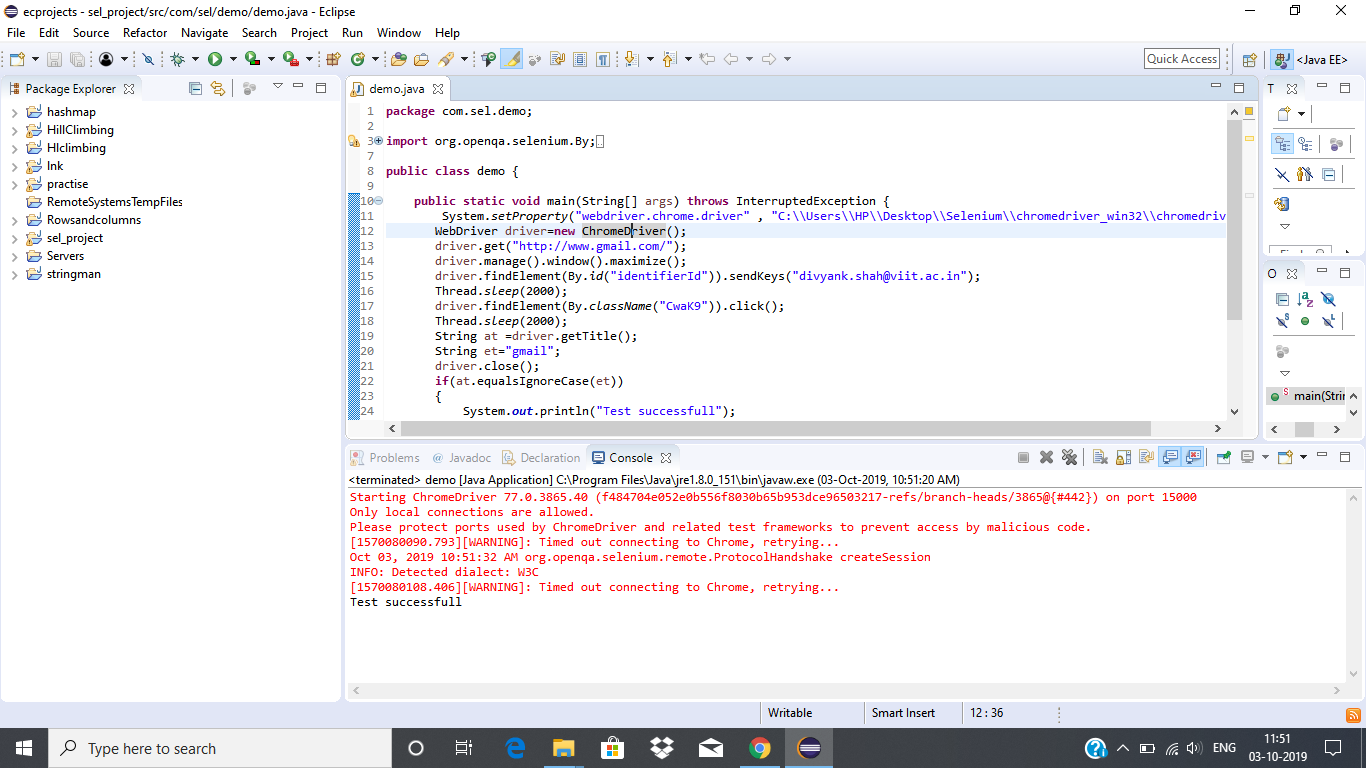 ecprojects - sel_project/src/com/sel/demo/demo.java - Eclipse
File Edit Source Refactor Navigate Search Project Run Window Help
Quick Access
<Java EE>
Package Explorer
hashmap
HillClimbing
HIclimbing
lnk
practise
RemoteSystemsTempFiles
Rowsandcolumns
sel_project
Servers
stringman
demo.java
1 package com.sel.demo;
2
3 import org.openqa.selenium.By;
7
8 public class demo {
9
10 public static void main(String[] args) throws InterruptedException {
11 System.setProperty("webdriver.chrome.driver" , "C:\\Users\\HP\\Desktop\\Selenium\\chromedriver_win32\\chromedriv
12 WebDriver driver=new ChromeDriver();
13 driver.get("http://www.gmail.com/");
14 driver.manage().window().maximize();
15 driver.findElement(By.id("identifierId")).sendKeys("divyank.shah@viit.ac.in");
16 Thread.sleep(2000);
17 driver.findElement(By.className("CwaK9")).click();
18 Thread.sleep(2000);
19 String at =driver.getTitle();
20 String et="gmail";
21 driver.close();
22 if(at.equalsIgnoreCase(et))
23 {
24 System.out.println("Test successfull");
T
O
main(Strin
Problems @ Javadoc Declaration Console
<terminated> demo [Java Application] C:\Program Files\Java\jre1.8.0_151\bin\javaw.exe (03-Oct-2019, 10:51:20 AM)
Starting ChromeDriver 77.0.3865.40 (f484704e052e0b556f8030b65b953dce96503217-refs/branch-heads/3865@{#442}) on port 15000
Only local connections are allowed.
Please protect ports used by ChromeDriver and related test frameworks to prevent access by malicious code.
[1570080090.793][WARNING]: Timed out connecting to Chrome, retrying...
Oct 03, 2019 10:51:32 AM org.openqa.selenium.remote.ProtocolHandshake createSession
INFO: Detected dialect: W3C
[1570080108.406][WARNING]: Timed out connecting to Chrome, retrying...
Test successfull
Writable Smart Insert 12 : 36
Type here to search
ENG
11:51
03-10-2019